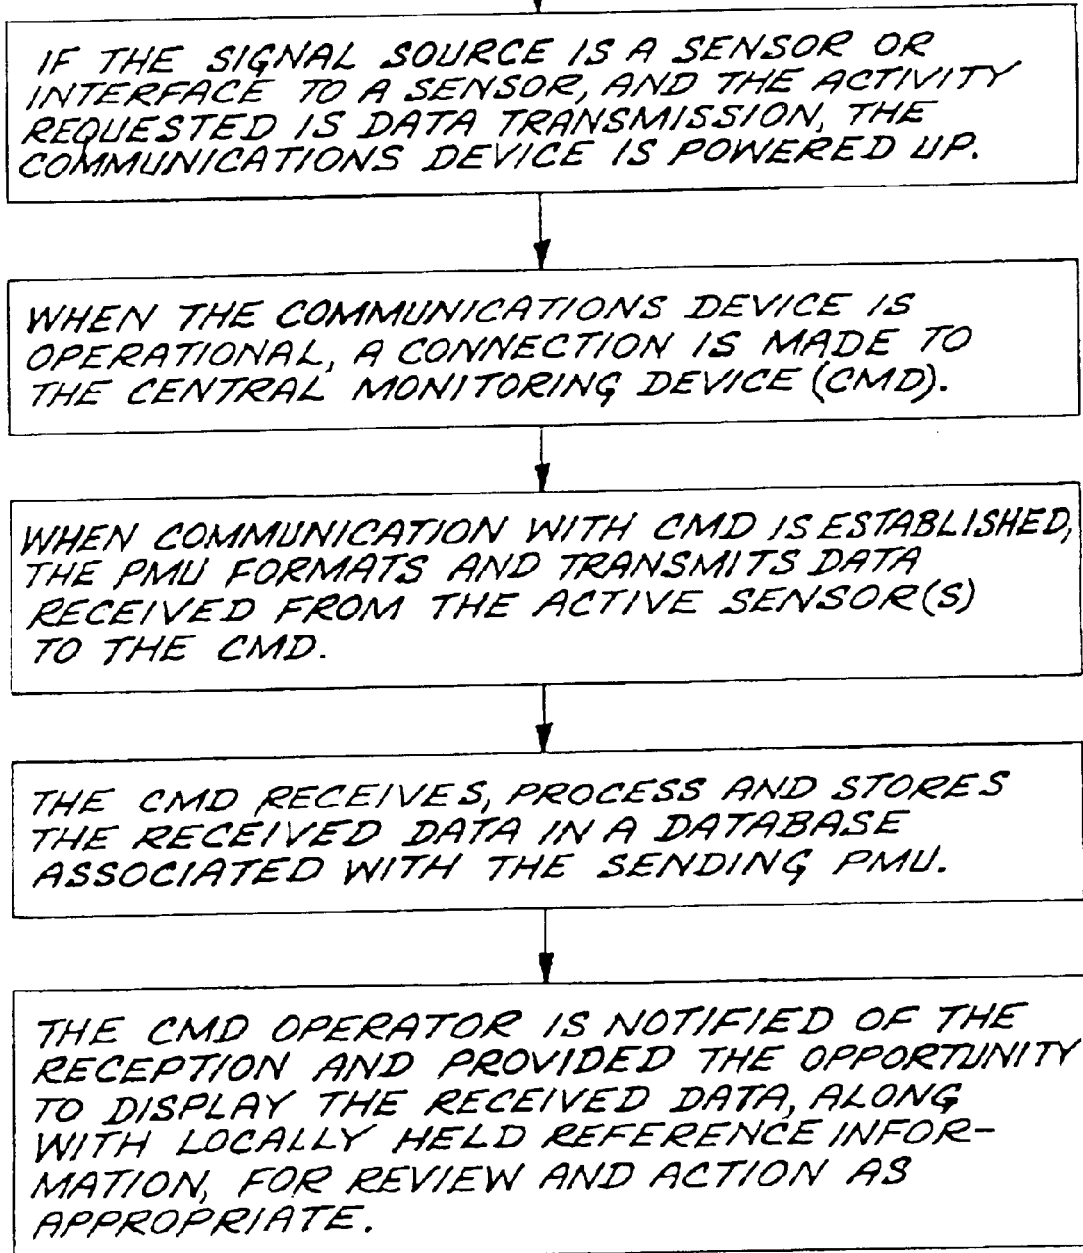 IF THE SIGNAL SOURCE IS A SENSOR OR
INTERFACE TO A SENSOR, AND THE ACTIVITY
REQUESTED IS DATA TRANSMISSION, THE
COMMUNICATIONS DEVICE IS POWERED UP.
WHEN THE COMMUNICATIONS DEVICE IS
OPERATIONAL, A CONNECTION IS MADE TO
THE CENTRAL MONITORING DEVICE (CMD).
WHEN COMMUNICATION WITH CMD IS ESTABLISHED,
THE PMU FORMATS AND TRANSMITS DATA
RECEIVED FROM THE ACTIVE SENSOR(S)
TO THE CMD.
THE CMD RECEIVES, PROCESS AND STORES
THE RECEIVED DATA IN A DATABASE
ASSOCIATED WITH THE SENDING PMU.
THE CMD OPERATOR IS NOTIFIED OF THE
RECEPTION AND PROVIDED THE OPPORTUNITY
TO DISPLAY THE RECEIVED DATA, ALONG
WITH LOCALLY HELD REFERENCE INFOR-
MATION, FOR REVIEW AND ACTION AS
APPROPRIATE.